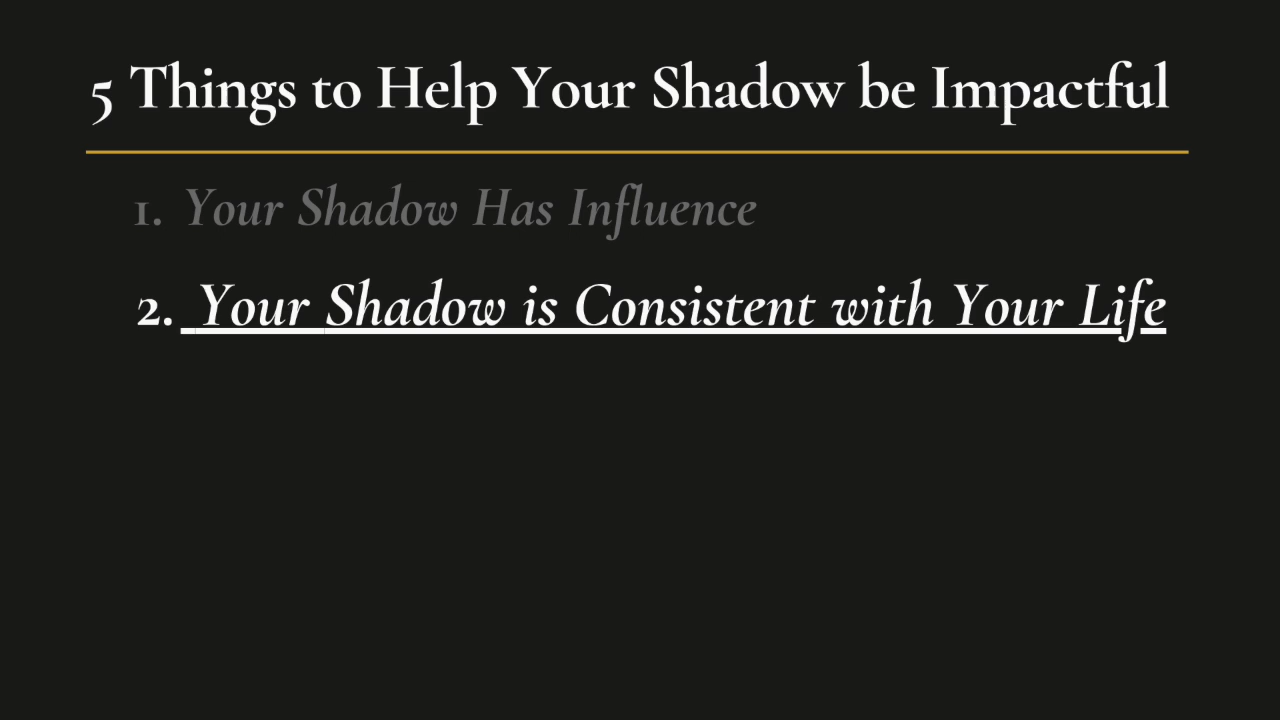 5 Things to Help Your Shadow be Impactful
1. Your Shadow Has Influence
2. Your Shadow is Consistent with Your Life